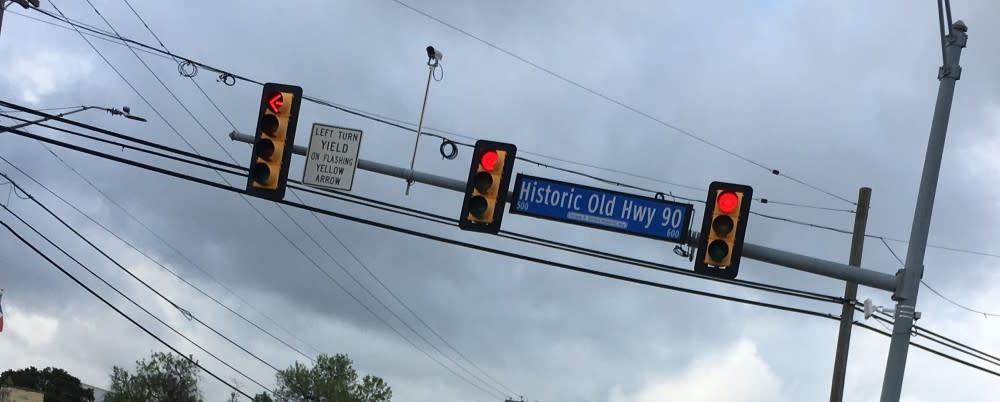 LEFT TURN
YIELD
ON FLASHING
YELLOW
ARROW
Historic Old Hwy 90
500
600